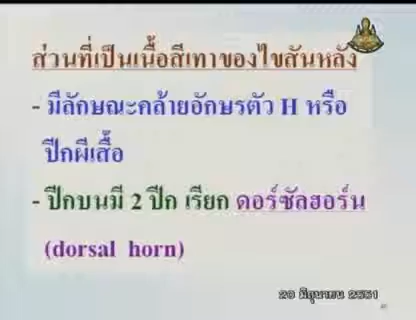 ส่วนที่เป็นเนื้อสีเทาของไขสันหลัง
- มีลักษณะคล้ายอักษรตัว H หรือ
ปีกผีเสื้อ
- ปีกบนมี 2 ปีก เรียก ดอร์ซัลฮอร์น
(dorsal horn)
23 มิถุนายน 2551